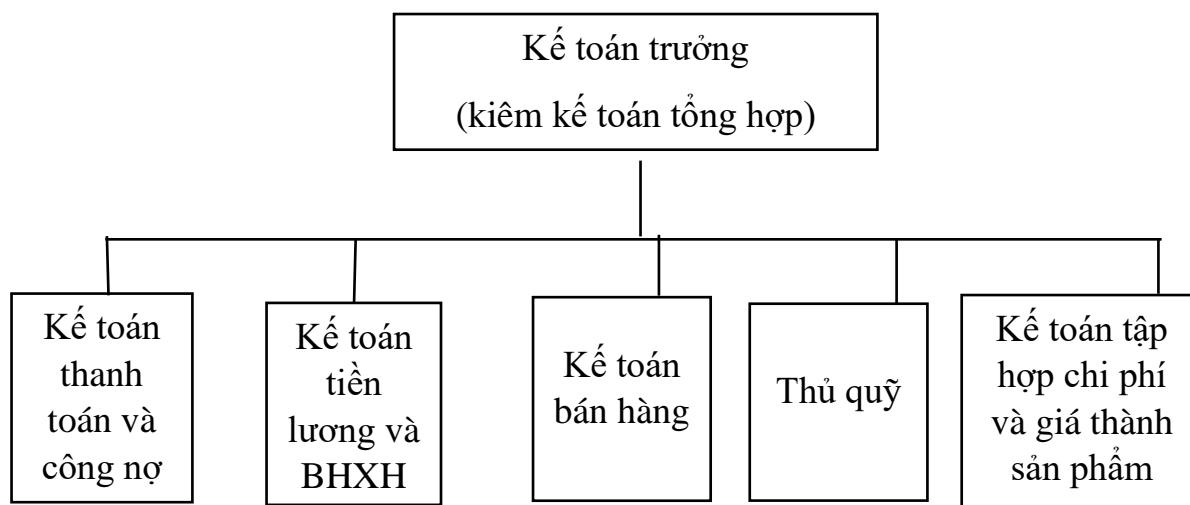 Kế toán trưởng
(kiêm kế toán tổng hợp)
Kế toán
thanh
toán và
công nợ
Kế toán
tiền
lương và
BHXH
Kế toán
bán hàng
Thủ quỹ
Kế toán tập
hợp chi phí
và giá thành
sản phẩm